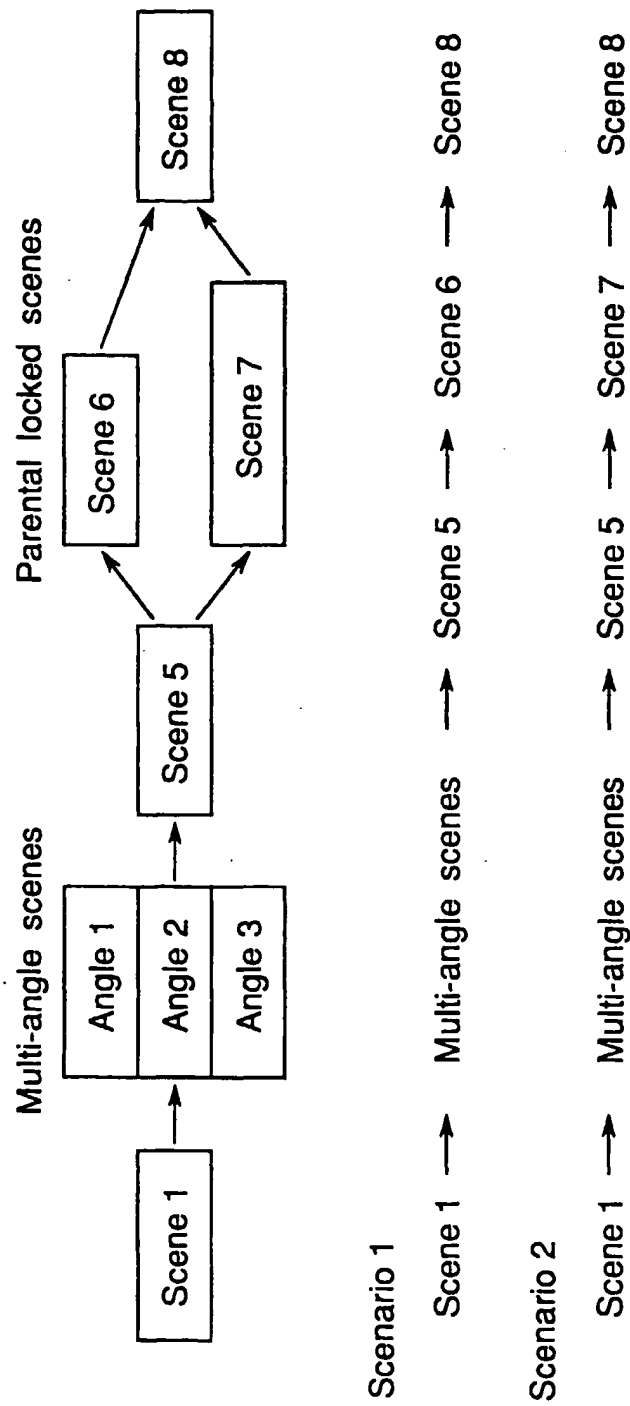 Multi-angle scenes
Parental locked scenes
Scene 1
Angle 1
Angle 2
Angle 3
Scene 5
Scene 6
Scene 7
Scene 8
Scenario 1
Scene 1 → Multi-angle scenes → Scene 5 → Scene 6 → Scene 8
Scenario 2
Scene 1 → Multi-angle scenes → Scene 5 → Scene 7 → Scene 8